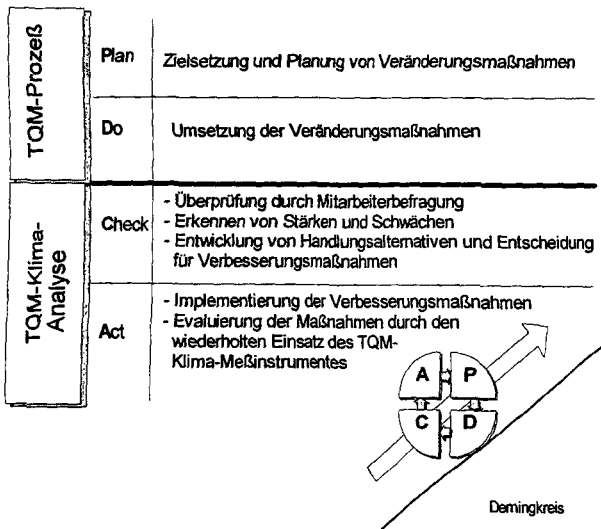 TQM-Prozeß
Plan
Zielsetzung und Planung von Veränderungsmaßnahmen
Do
Umsetzung der Veränderungsmaßnahmen
TQM-Klima-
Analyse
Check
- Überprüfung durch Mitarbeiterbefragung
- Erkennen von Stärken und Schwächen
- Entwicklung von Handlungsalternativen und Entscheidung
für Verbesserungsmaßnahmen
Act
- Implementierung der Verbesserungsmaßnahmen
- Evaluierung der Maßnahmen durch den
wiederholten Einsatz des TQM-
Klima-Meßinstrumentes
A P
C D
Demingkreis